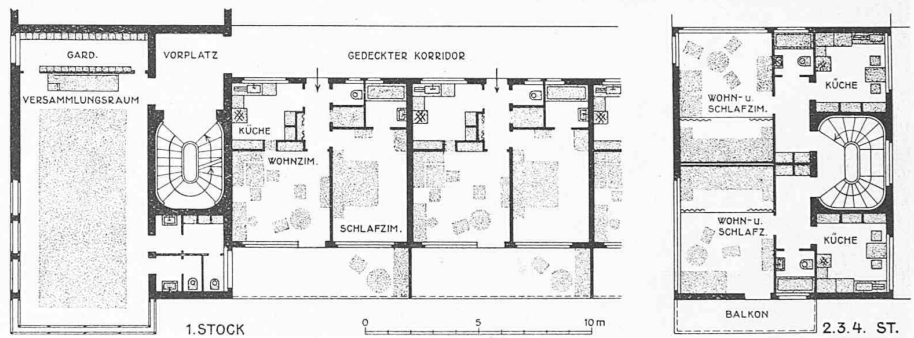 GARD.
VORPLATZ
GEDECKTER KORRIDOR
VERSAMMLUNGSRAUM
KÜCHE
WOHNZIM.
SCHLAFZIM.
1.STOCK
0 5 10 m
WOHN- u.
SCHLAFZIM.
KÜCHE
WOHN- u.
SCHLAFZ.
KÜCHE
BALKON
2.3.4. ST.